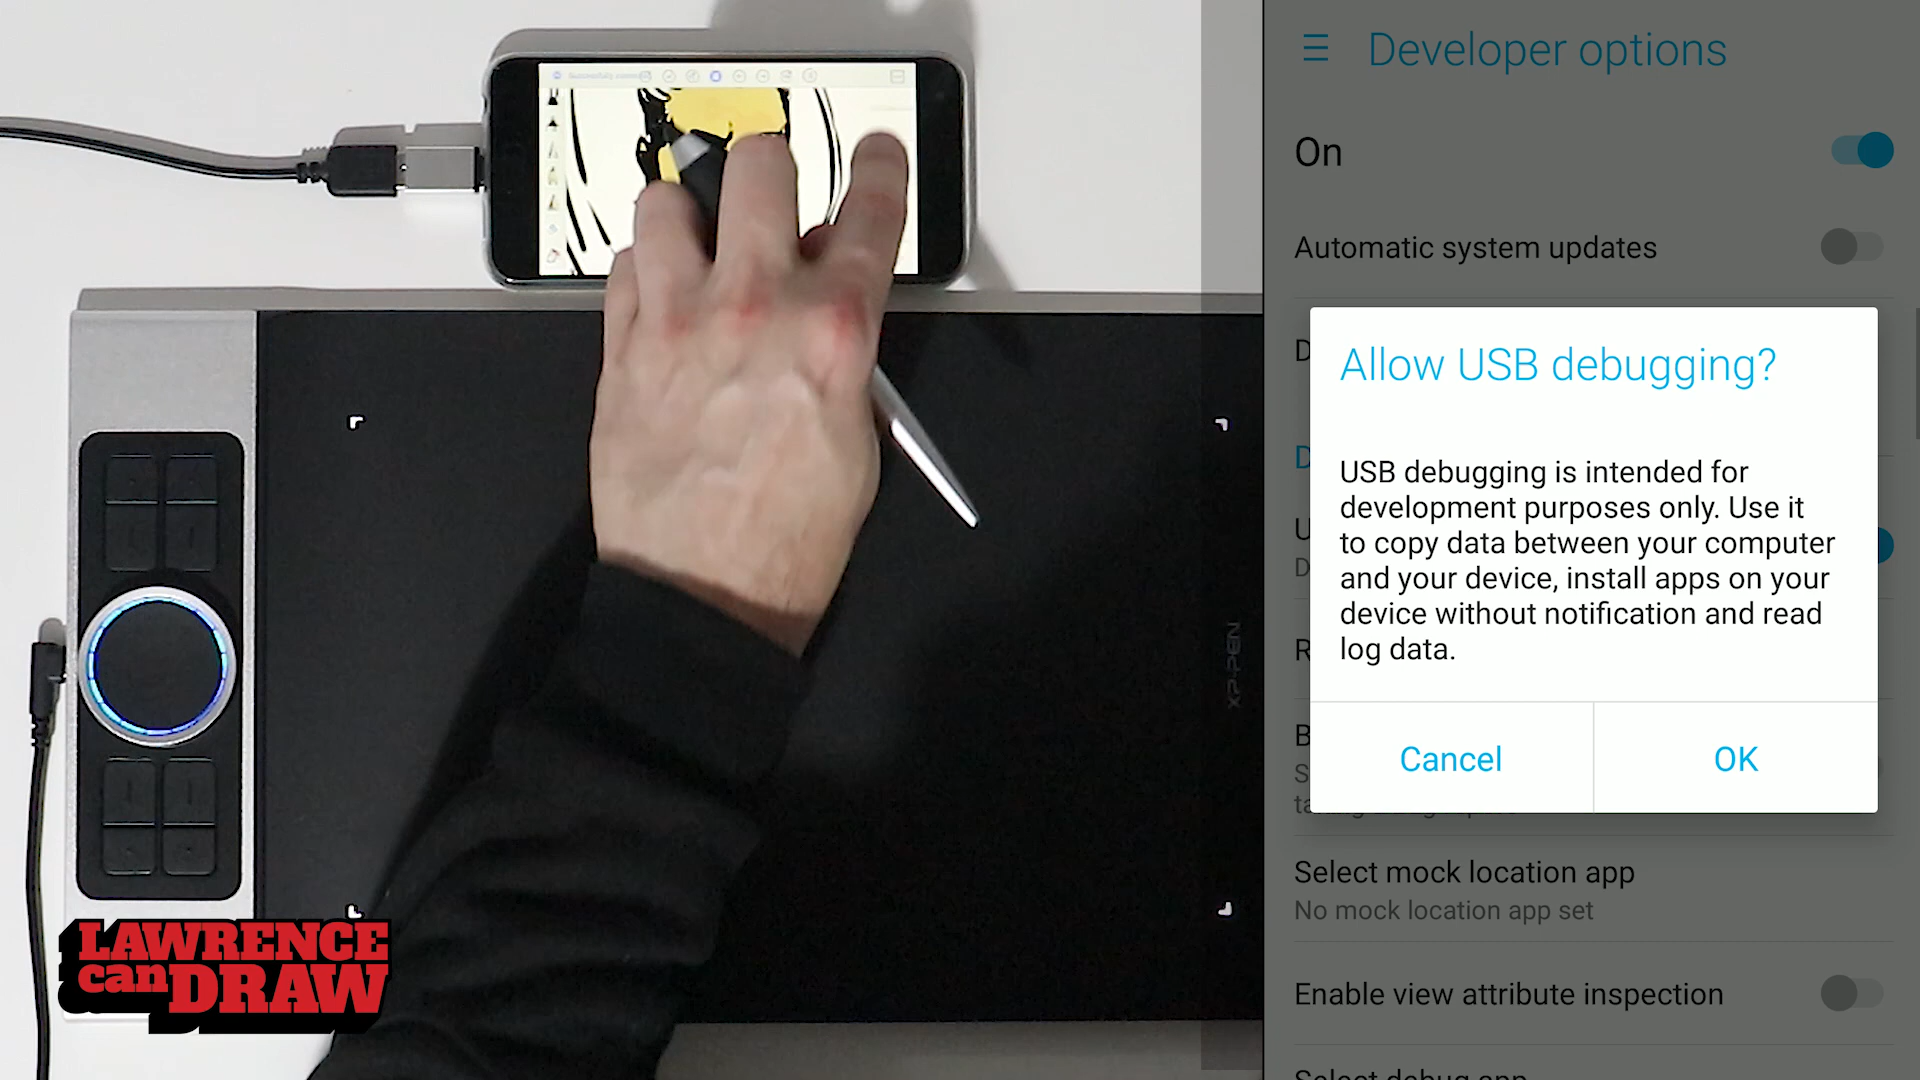 Developer options
On
Automatic system updates
Allow USB debugging?
USB debugging is intended for
development purposes only. Use it
to copy data between your computer
and your device, install apps on your
device without notification and read
log data.
Cancel
OK
Select mock location app
No mock location app set
Enable view attribute inspection
Select debug app
XP-PEN
LAWRENCE
can DRAW